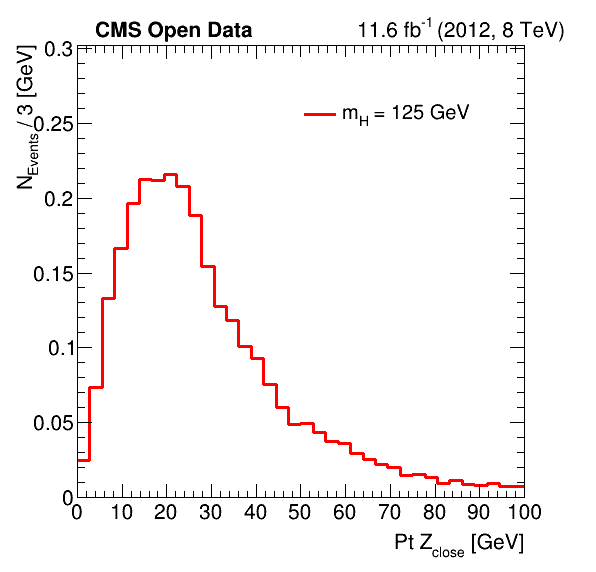 CMS Open Data
11.6 fb-1 (2012, 8 TeV)
NEvents / 3 [GeV]
0.3
0.25
0.2
0.15
0.1
0.05
0
mH = 125 GeV
0 10 20 30 40 50 60 70 80 90 100
Pt Zclose [GeV]